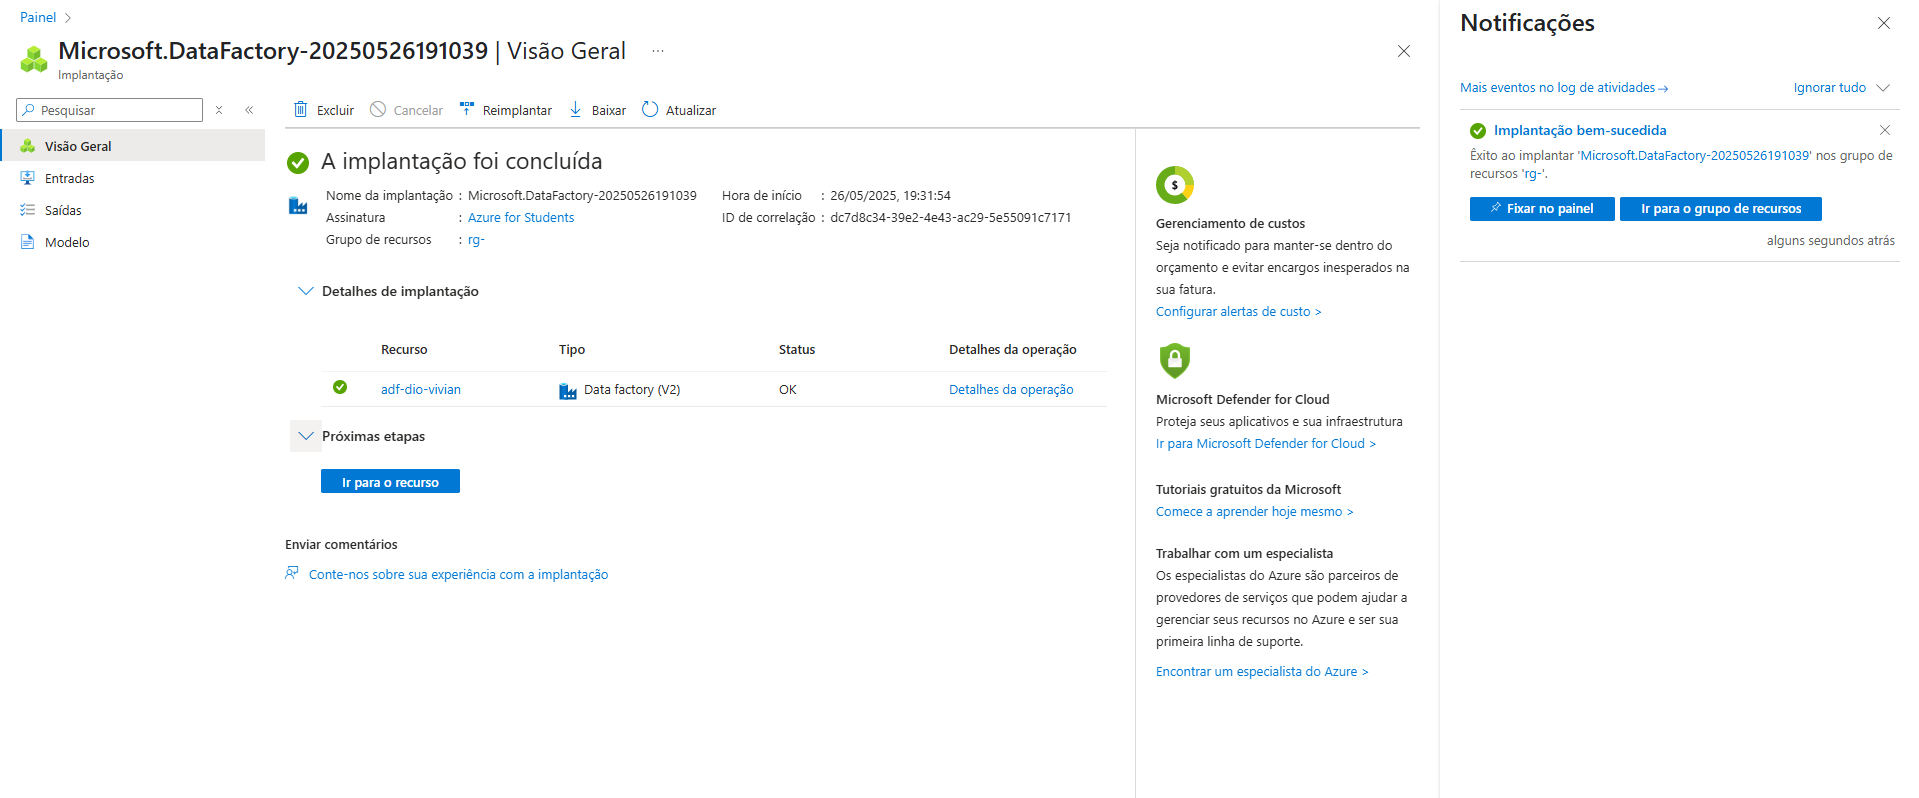 Painel
Microsoft.DataFactory-20250526191039 | Visão Geral
Implantação
Pesquisar
Visão Geral
Entradas
Saídas
Modelo
Excluir Cancelar Reimplantar Baixar Atualizar
A implantação foi concluída
Nome da implantação : Microsoft.DataFactory-20250526191039
Assinatura : Azure for Students
Grupo de recursos : rg-
Hora de início : 26/05/2025, 19:31:54
ID de correlação : dc7d8c34-39e2-4e43-ac29-5e55091c7171
Detalhes de implantação
Recurso Tipo Status Detalhes da operação
adf-dio-vivian Data factory (V2) OK Detalhes da operação
Próximas etapas
Ir para o recurso
Enviar comentários
Conte-nos sobre sua experiência com a implantação
Gerenciamento de custos
Seja notificado para manter-se dentro do
orçamento e evitar encargos inesperados na
sua fatura.
Configurar alertas de custo >
Microsoft Defender for Cloud
Proteja seus aplicativos e sua infraestrutura
Ir para Microsoft Defender for Cloud >
Tutoriais gratuitos da Microsoft
Comece a aprender hoje mesmo >
Trabalhar com um especialista
Os especialistas do Azure são parceiros de
provedores de serviços que podem ajudar a
gerenciar seus recursos no Azure e ser sua
primeira linha de suporte.
Encontrar um especialista do Azure >
Notificações
Mais eventos no log de atividades → Ignorar tudo
Implantação bem-sucedida
Êxito ao implantar 'Microsoft.DataFactory-20250526191039' nos grupo de
recursos 'rg-'.
Fixar no painel Ir para o grupo de recursos
alguns segundos atrás